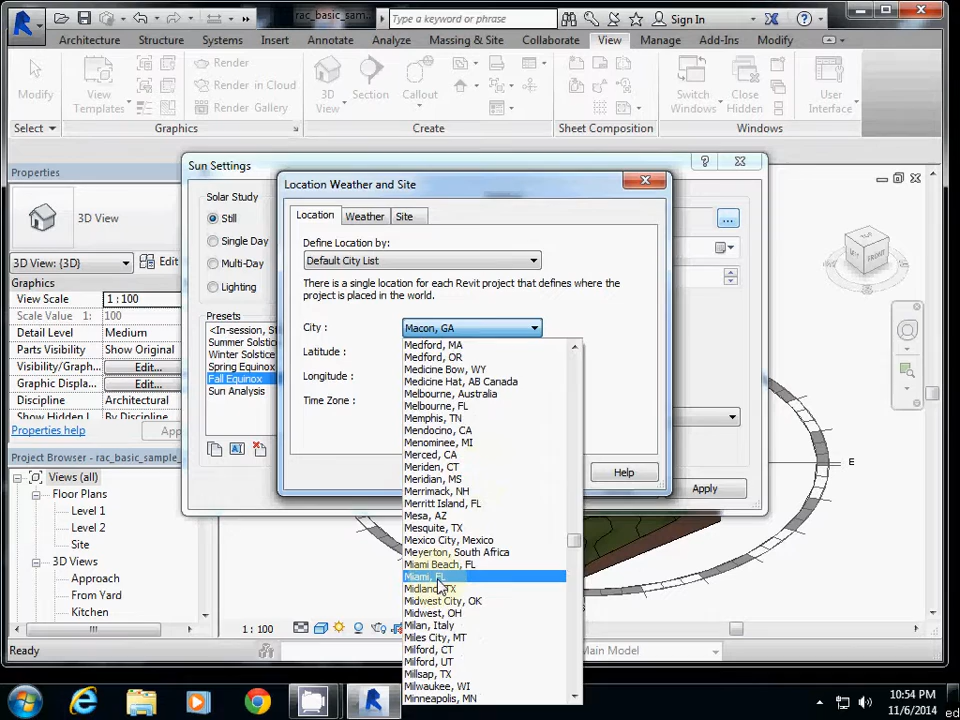 rac_basic_sam...
Type a keyword or phrase
Sign In
Architecture Structure Systems Insert Annotate Analyze Massing & Site Collaborate View Manage Add-Ins Modify
Modify
View
Templates
Render
Render in Cloud
Render Gallery
3D
View
Section
Callout
Switch
Windows
Close
Hidden
User
Interface
Select
Graphics
Create
Sheet Composition
Windows
Properties
3D View
3D View: {3D}
Edit
Graphics
View Scale
1 : 100
Scale Value 1:
100
Detail Level
Medium
Parts Visibility
Show Original
Visibility/Grap...
Edit...
Graphic Displa...
Edit...
Discipline
Architectural
Show Hidden L...
By Discipline
Properties help
App
Project Browser - rac_basic_sample_
Views (all)
Floor Plans
Level 1
Level 2
Site
3D Views
Approach
From Yard
Kitchen
Sun Settings
Solar Study
Still
Single Day
Multi-Day
Lighting
Presets
<In-session, St
Summer Solstice
Winter Solstice
Spring Equinox
Fall Equinox
Sun Analysis
Apply
Location Weather and Site
Location Weather Site
Define Location by:
Default City List
There is a single location for each Revit project that defines where the
project is placed in the world.
City :
Macon, GA
Latitude :
Longitude :
Time Zone :
Help
Medford, MA
Medford, OR
Medicine Bow, WY
Medicine Hat, AB Canada
Melbourne, Australia
Melbourne, FL
Memphis, TN
Mendocino, CA
Menominee, MI
Merced, CA
Meriden, CT
Meridian, MS
Merrimack, NH
Merritt Island, FL
Mesa, AZ
Mesquite, TX
Mexico City, Mexico
Meyerton, South Africa
Miami Beach, FL
Miami, FL
Midland, TX
Midwest City, OK
Midwest, OH
Milan, Italy
Miles City, MT
Milford, CT
Milford, UT
Millsap, TX
Milwaukee, WI
Minneapolis, MN
FRONT
E
1 : 100
Main Model
Ready
10:54 PM
11/6/2014
ed